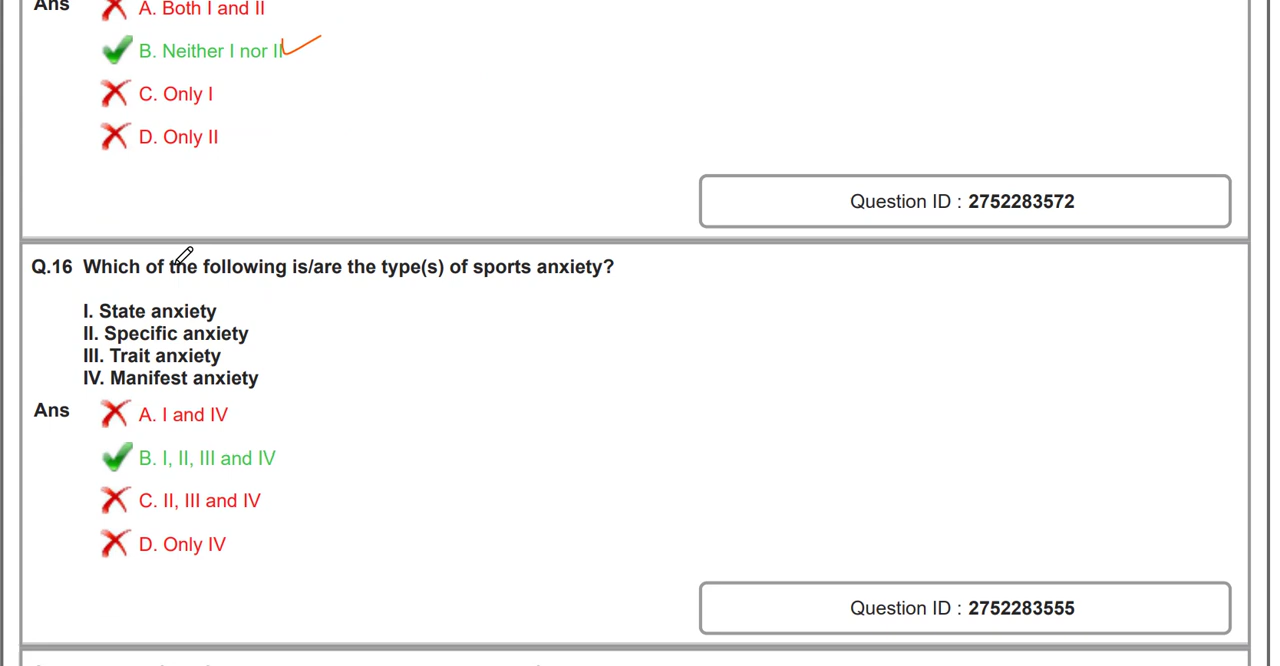 Ans A. Both I and II
B. Neither I nor II
C. Only I
D. Only II
Question ID : 2752283572
Q.16 Which of the following is/are the type(s) of sports anxiety?
I. State anxiety
II. Specific anxiety
III. Trait anxiety
IV. Manifest anxiety
Ans A. I and IV
B. I, II, III and IV
C. II, III and IV
D. Only IV
Question ID : 2752283555